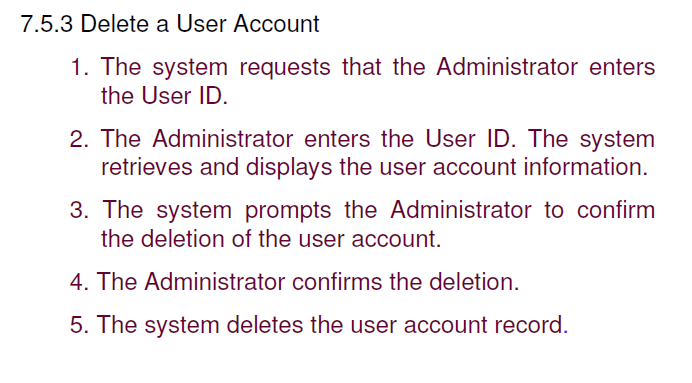 7.5.3 Delete a User Account
1. The system requests that the Administrator enters
the User ID.
2. The Administrator enters the User ID. The system
retrieves and displays the user account information.
3. The system prompts the Administrator to confirm
the deletion of the user account.
4. The Administrator confirms the deletion.
5. The system deletes the user account record.